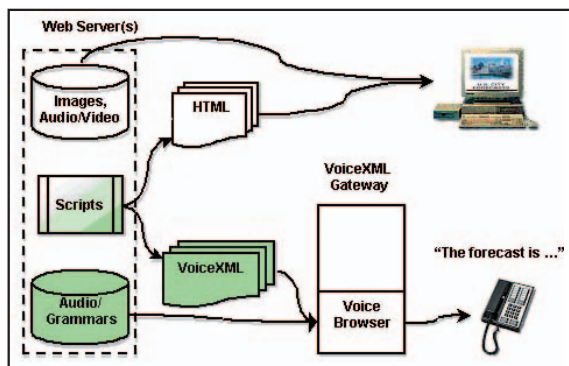 Web Server(s)
Images,
Audio/Video
HTML
Scripts
VoiceXML
Gateway
VoiceXML
"The forecast is ..."
Audio/
Grammars
Voice
Browser